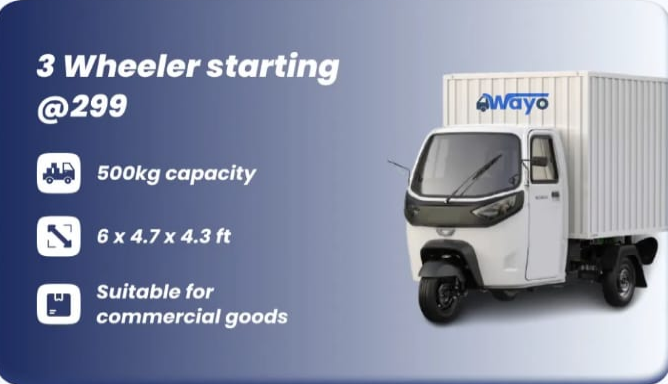 3 Wheeler starting
@299
500kg capacity
6 x 4.7 x 4.3 ft
Suitable for
commercial goods
Wayo